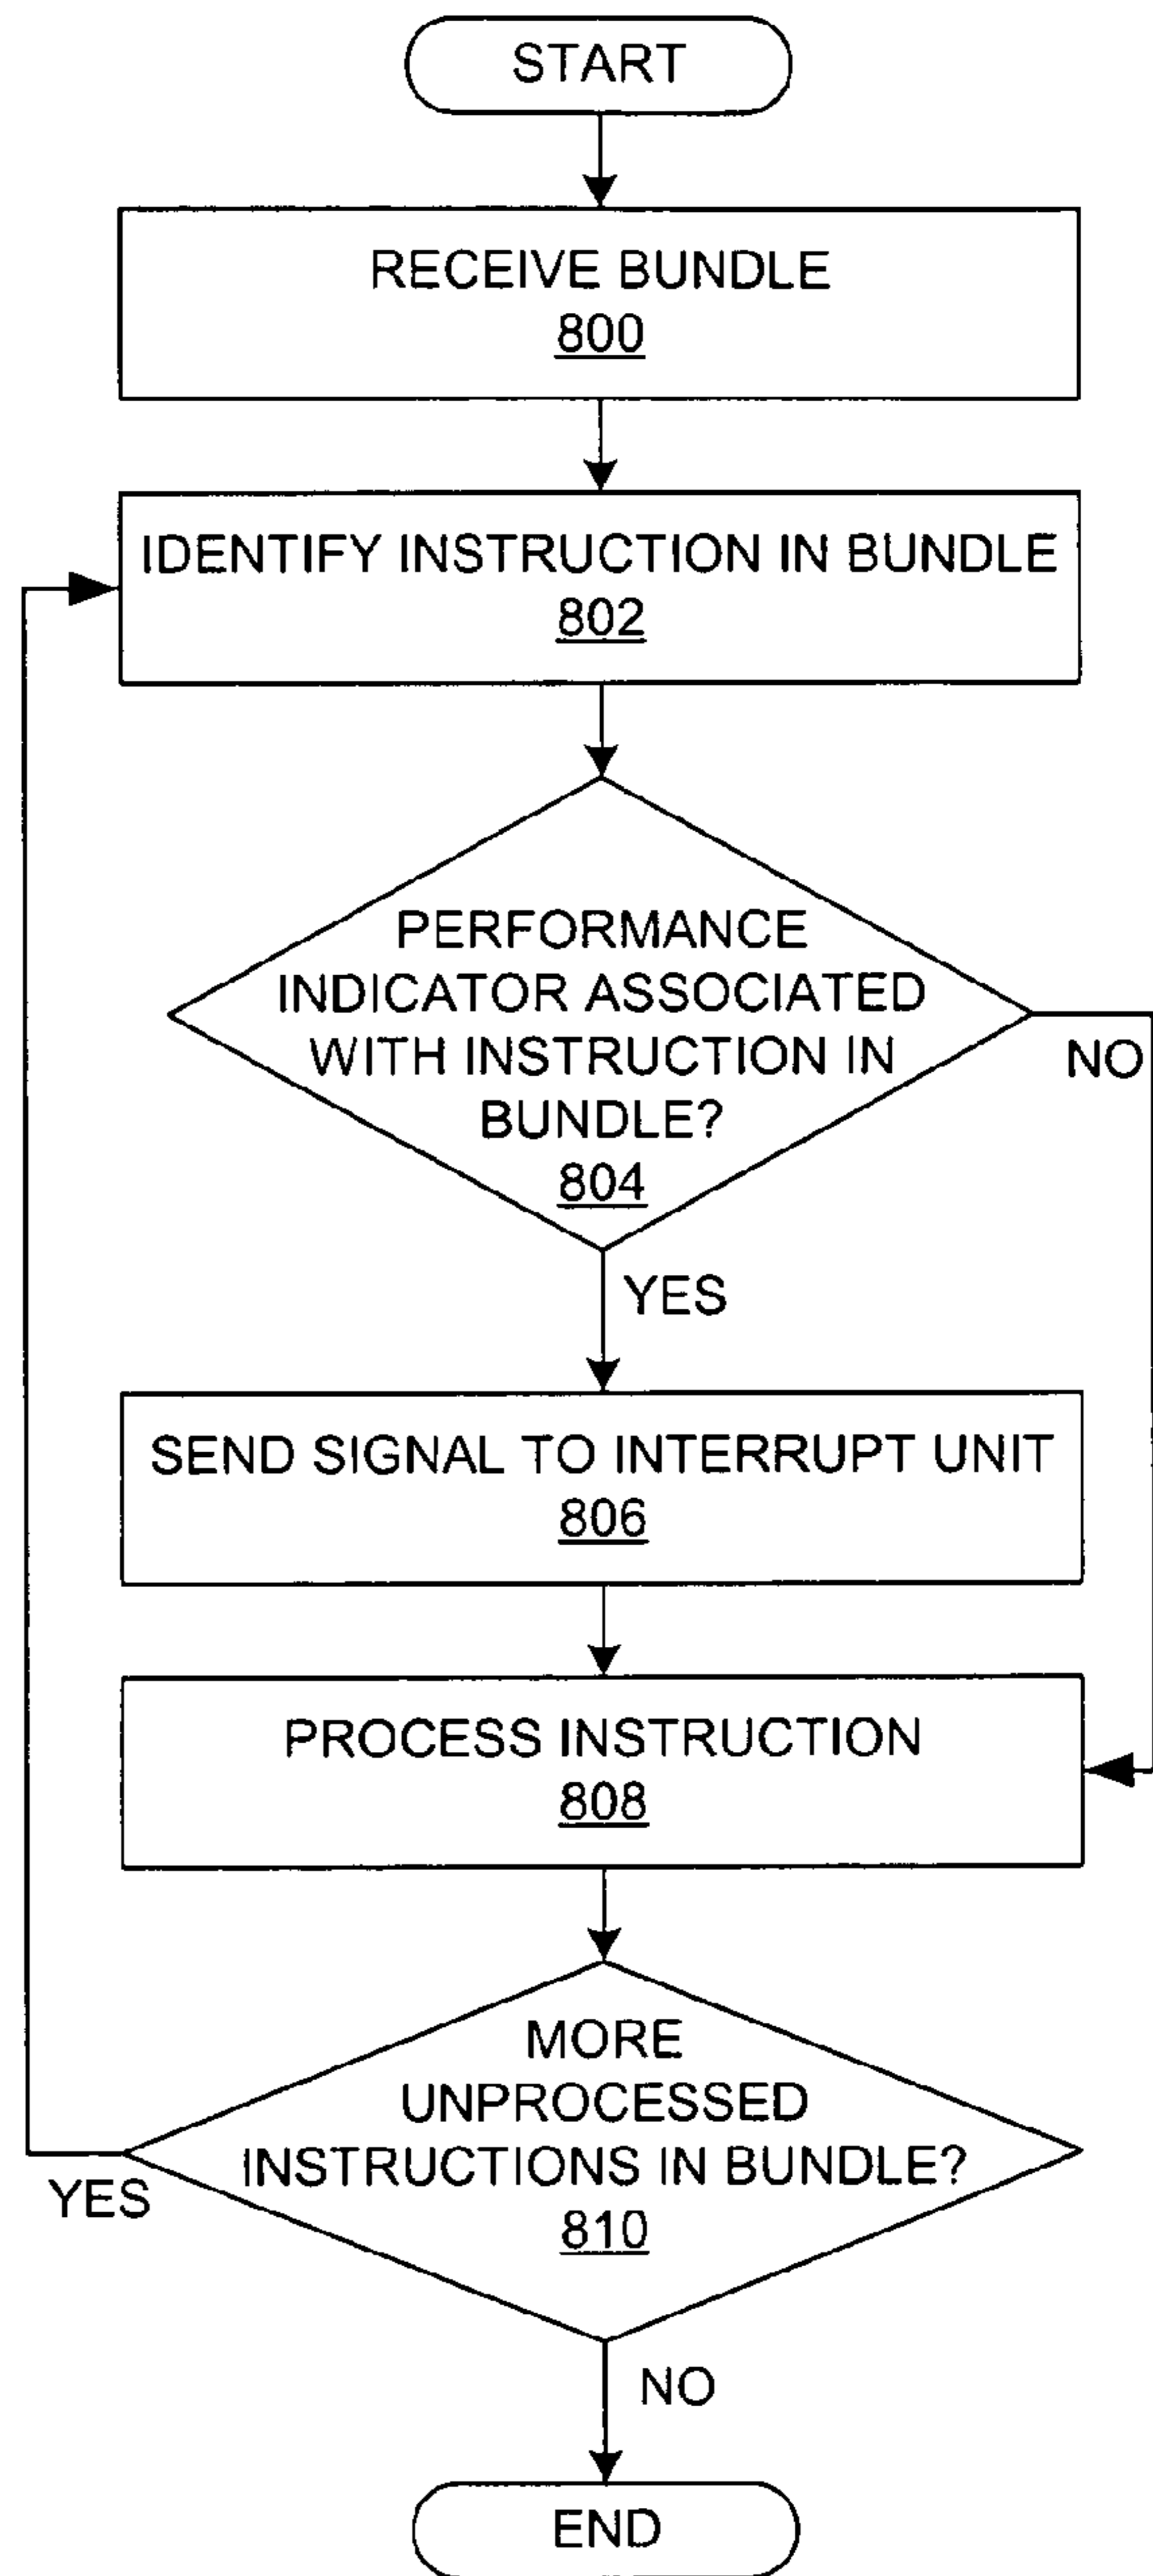 START
RECEIVE BUNDLE
800
IDENTIFY INSTRUCTION IN BUNDLE
802
PERFORMANCE
INDICATOR ASSOCIATED
WITH INSTRUCTION IN
BUNDLE?
804
NO
YES
SEND SIGNAL TO INTERRUPT UNIT
806
PROCESS INSTRUCTION
808
MORE
UNPROCESSED
INSTRUCTIONS IN BUNDLE?
810
YES
NO
END